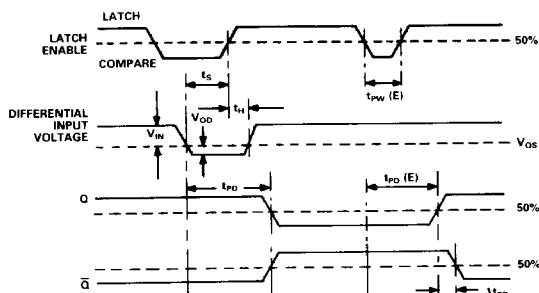 LATCH
LATCH
ENABLE
COMPARE
50%
tS
tH
tPW (E)
DIFFERENTIAL
INPUT
VOLTAGE
VIN
VOD
VOS
tPD
tPD (E)
Q
50%
50%
Q̅